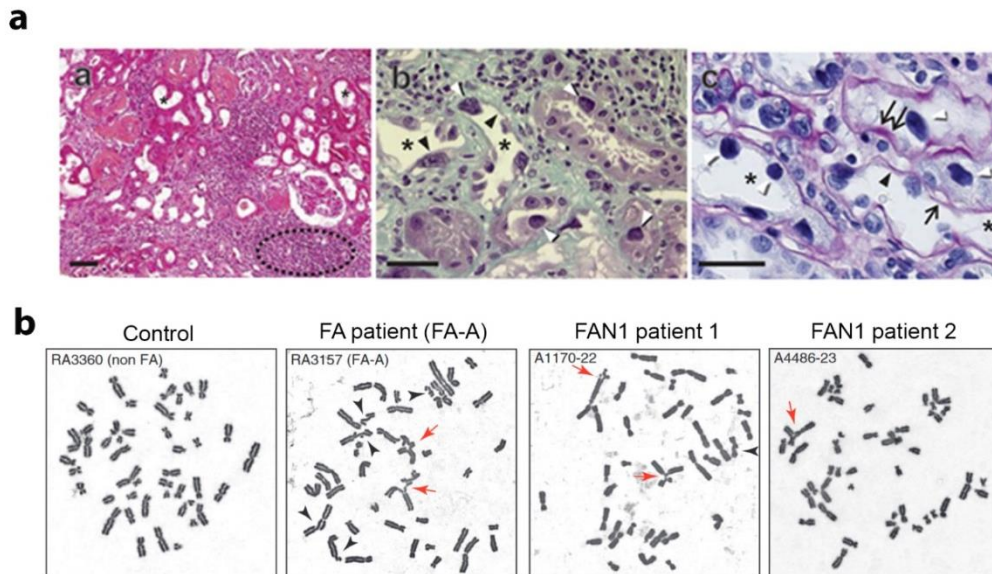 a
a
b
c
b
Control
FA patient (FA-A)
FAN1 patient 1
FAN1 patient 2
RA3360 (non FA)
RA3157 (FA-A)
A1170-22
A4486-23